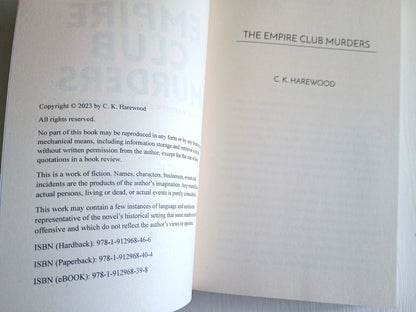 EMPIRE
CLUB
MURDERS
Copyright © 2023 by C. K. Harewood
All rights reserved.
No part of this book may be reproduced in any form or by any
mechanical means, including information storage and retrieval
without written permission from the author, except for the use of
quotations in a book review.
This is a work of fiction. Names, characters, businesses, events and
incidents are the products of the author's imagination. Any
actual persons, living or dead, or actual events is purely
This work may contain a few instances of language and
representative of the novel's historical setting that some
offensive and which do not reflect the author's views or
ISBN (Hardback): 978-1-912968-46-6
ISBN (Paperback): 978-1-912968-40-4
ISBN (eBOOK): 978-1-912968-39-8
THE EMPIRE CLUB MURDERS
C. K. HAREWOOD